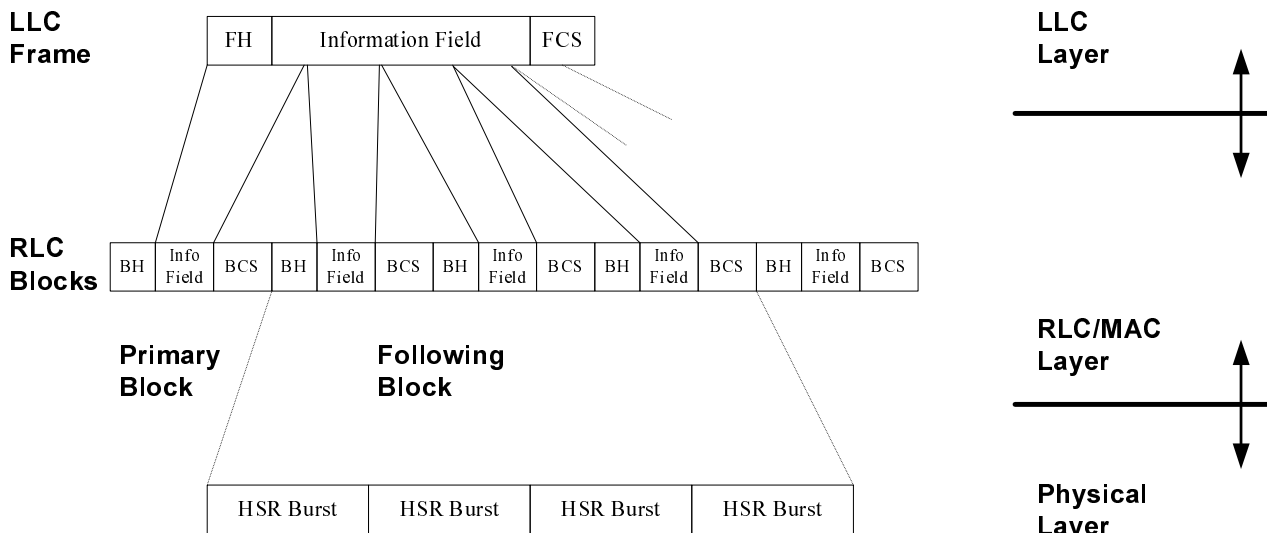 LLC
Frame
FH Information Field FCS
LLC
Layer
RLC
Blocks
BH Info Field BCS BH Info Field BCS BH Info Field BCS BH Info Field BCS BH Info Field BCS
Primary
Block
Following
Block
RLC/MAC
Layer
HSR Burst HSR Burst HSR Burst HSR Burst
Physical
Layer